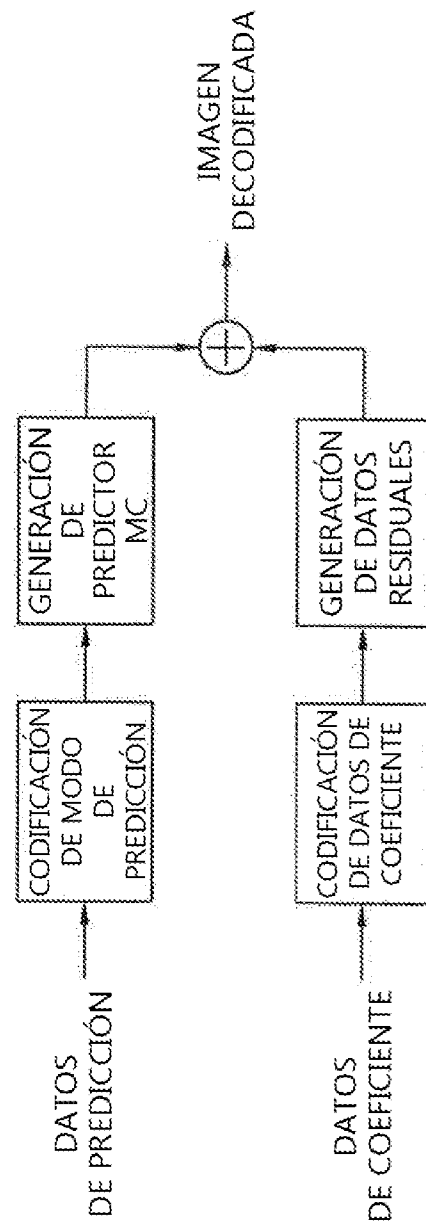 DATOS
DE PREDICCIÓN
CODIFICACIÓN
DE MODO
DE
PREDICCIÓN
GENERACIÓN
DE
PREDICTOR
MC
IMAGEN
DECODIFICADA
DATOS
DE COEFICIENTE
CODIFICACIÓN
DE DATOS DE
COEFICIENTE
GENERACIÓN
DE DATOS
RESIDUALES